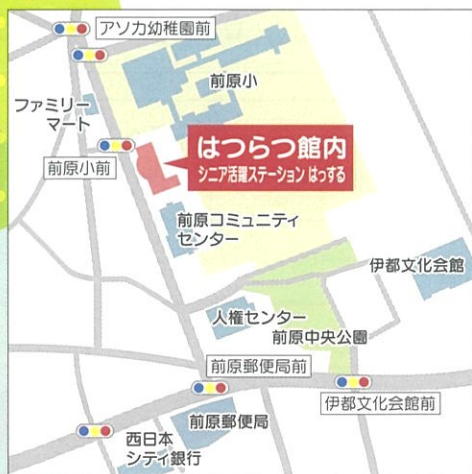 アソカ幼稚園前
前原小
ファミリー
マート
前原小前
はつらつ館内
シニア活躍ステーション はっする
前原コミュニティ
センター
伊都文化会館
人権センター
前原中央公園
前原郵便局前
伊都文化会館前
前原郵便局
西日本
シティ銀行